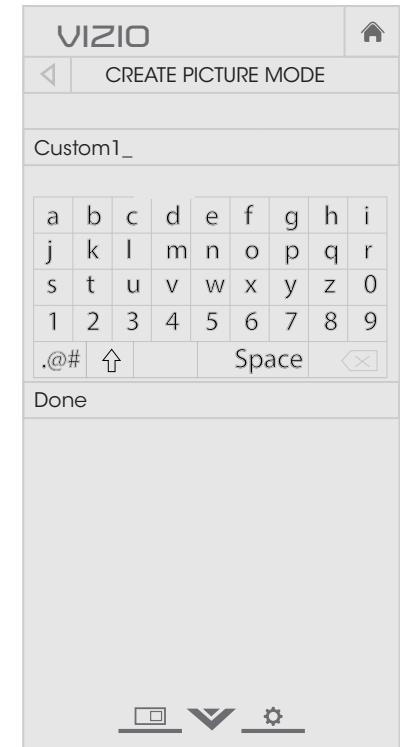 VIZIO
CREATE PICTURE MODE
Custom1_
a b c d e f g h i
j k l m n o p q r
s t u v w x y z 0
1 2 3 4 5 6 7 8 9
.@# Space
Done